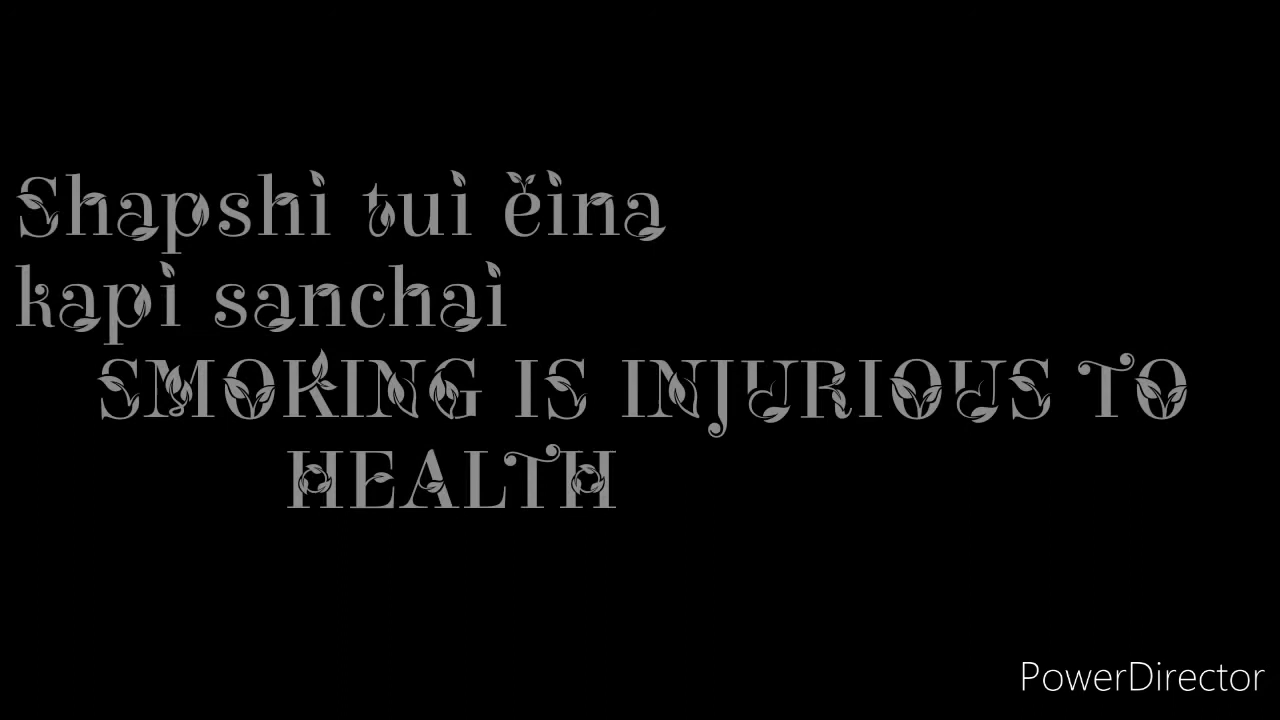 Shapshi tui ĕina
kapi sanchai
SMOKING IS INJURIOUS TO
HEALTH
PowerDirector